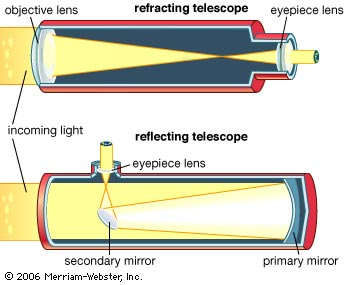 refracting telescope
objective lens
eyepiece lens
incoming light
reflecting telescope
eyepiece lens
secondary mirror
primary mirror
© 2006 Merriam-Webster, Inc.